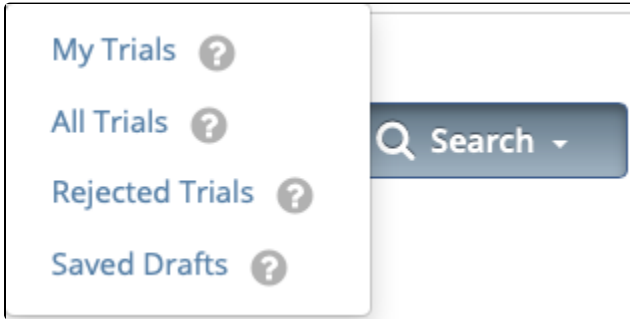 My Trials ?
All Trials ?
Rejected Trials ?
Saved Drafts ?
Search